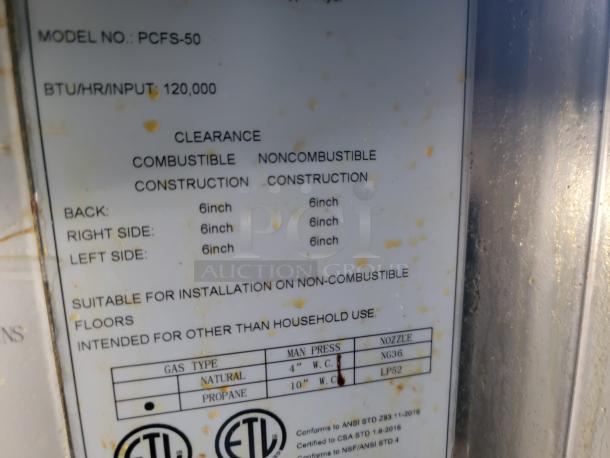 MODEL NO.: PCFS-50
BTU/HR/INPUT: 120,000
CLEARANCE
COMBUSTIBLE NONCOMBUSTIBLE
CONSTRUCTION CONSTRUCTION
BACK: 6inch 6inch
RIGHT SIDE: 6inch 6inch
LEFT SIDE: 6inch 6inch
PCI
AUCTION GROUP
SUITABLE FOR INSTALLATION ON NON-COMBUSTIBLE
FLOORS
INTENDED FOR OTHER THAN HOUSEHOLD USE.
NS
GAS TYPE MAN PRESS NOZZLE
NATURAL 4" W.C. NG36
● PROPANE 10" W.C LP52
ETL ETL
Conforms to ANSI STD Z83.11-2016
Certified to CSA STD 1.8-2016
Conforms to NSF/ANSI STD 4